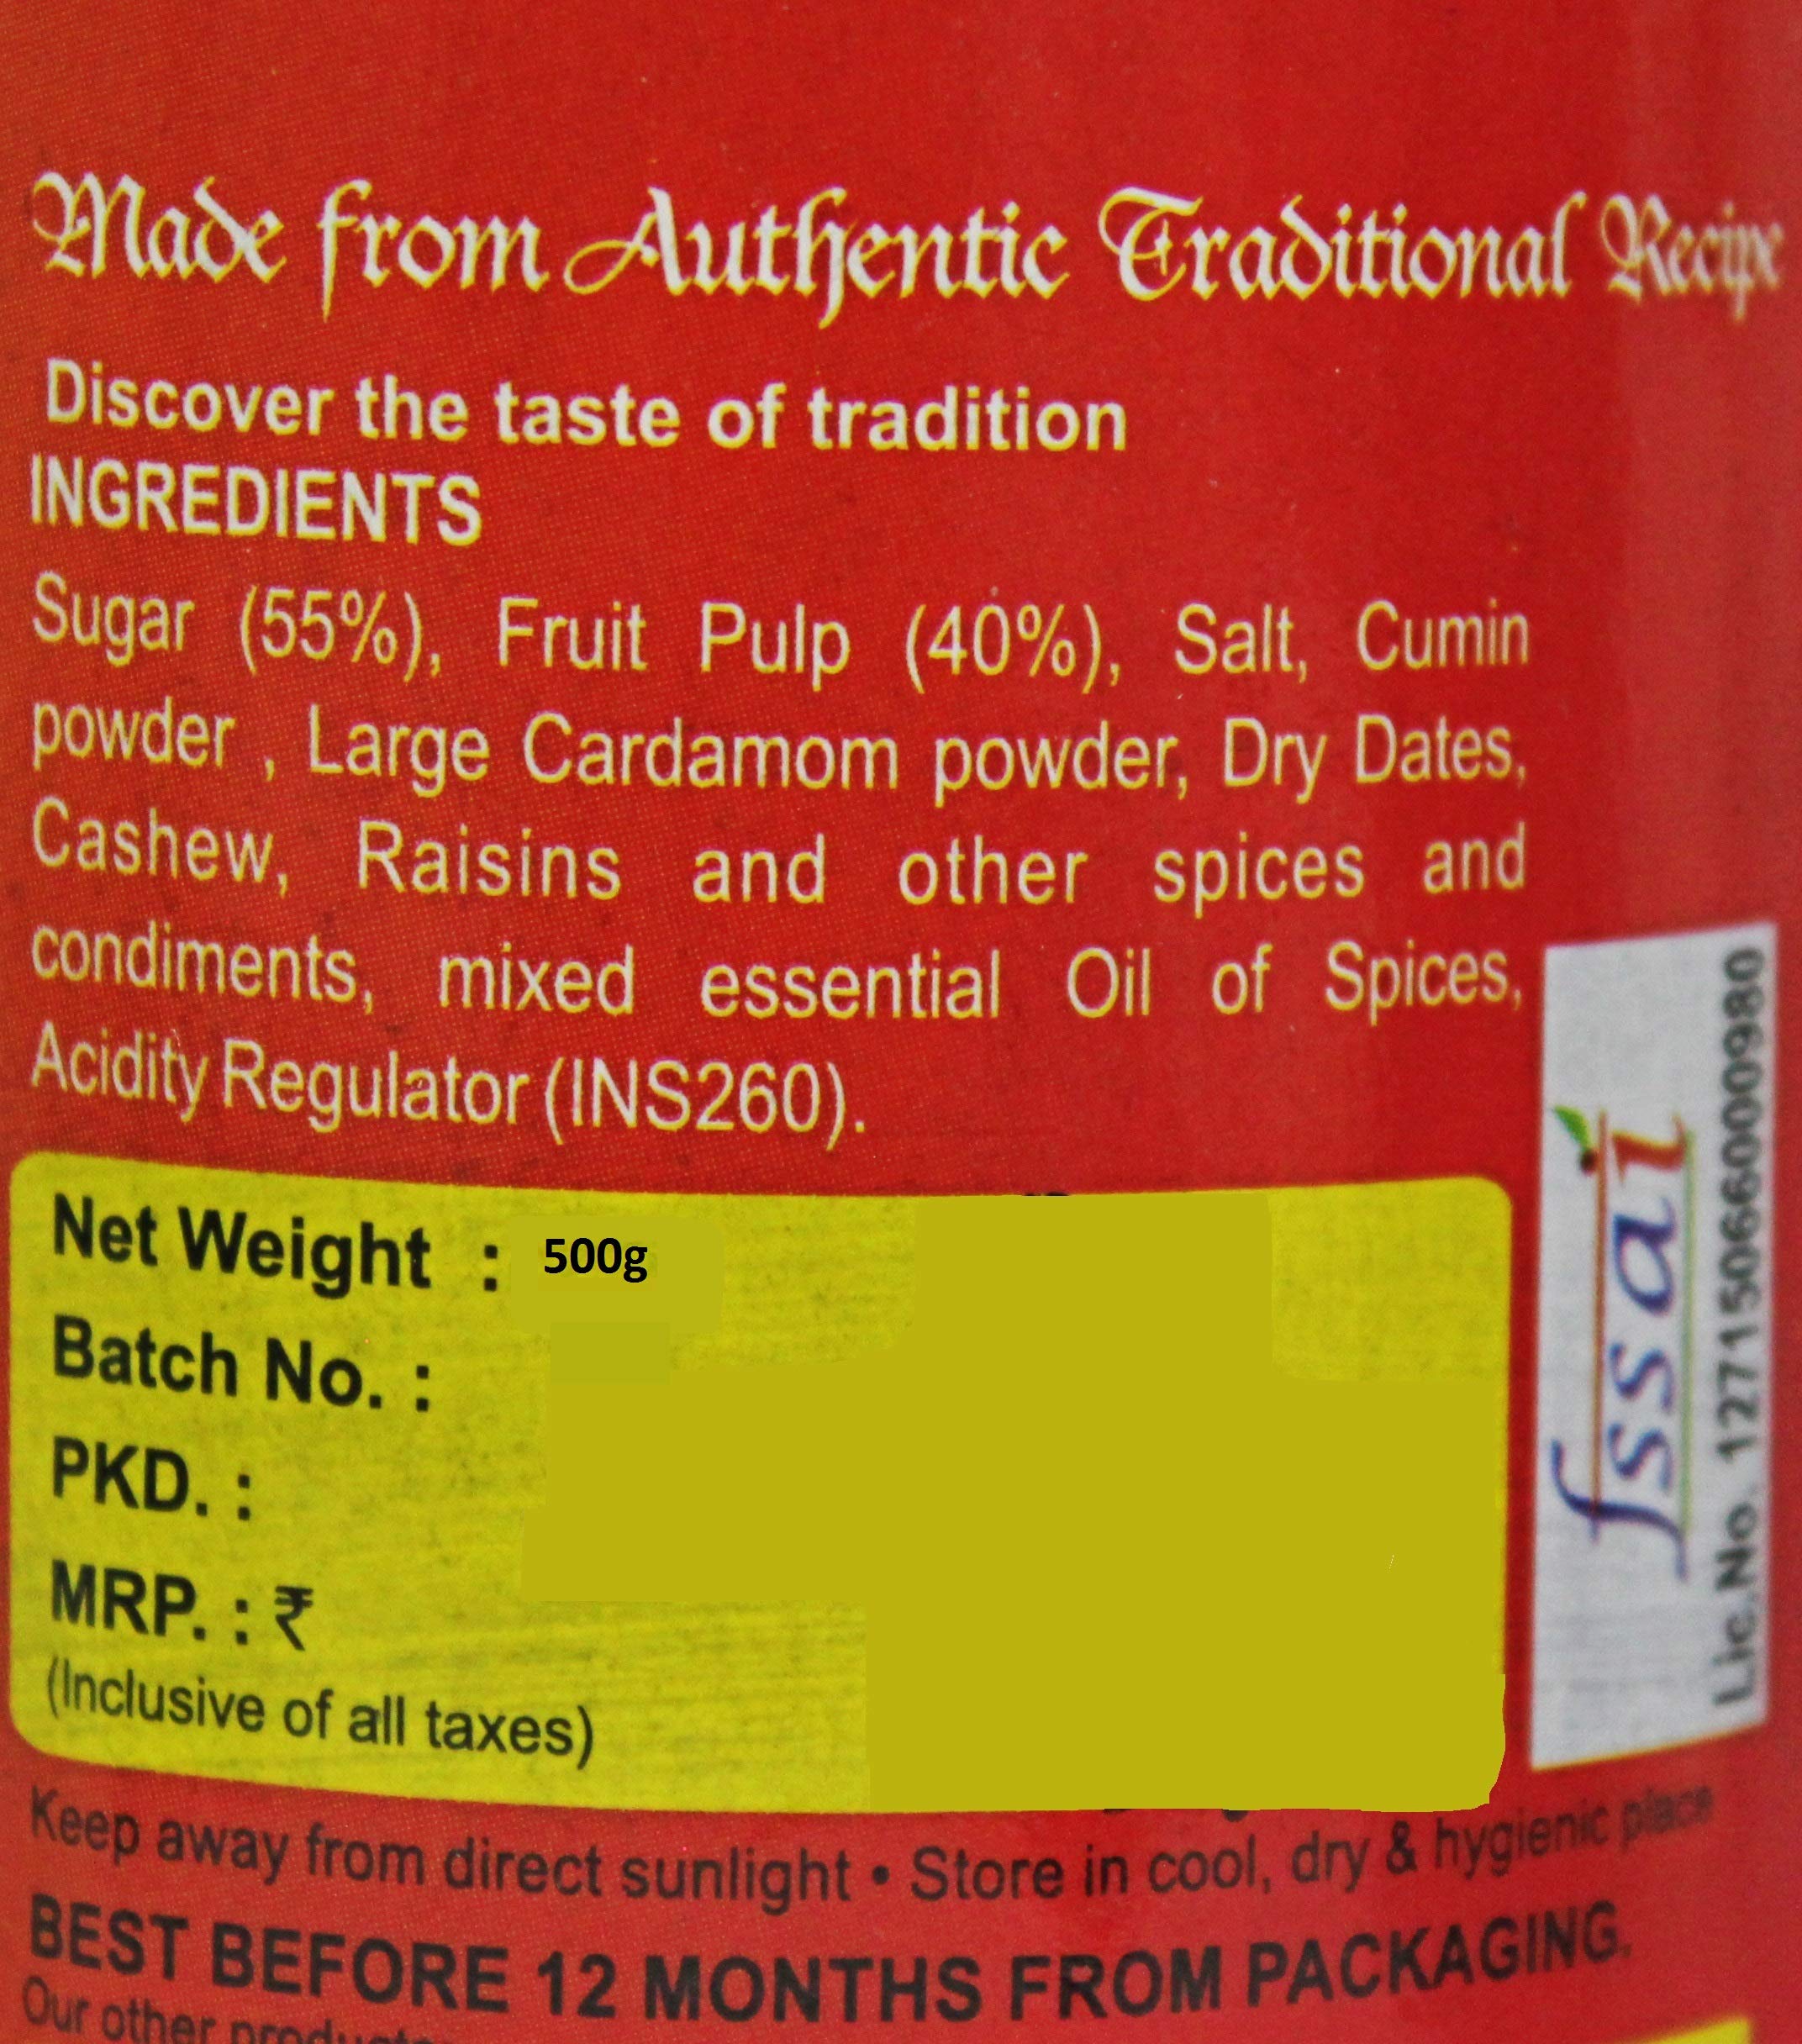 Made from Authentic Traditional Recipe
Discover the taste of tradition
INGREDIENTS
Sugar (55%), Fruit Pulp (40%), Salt, Cumin
powder , Large Cardamom powder, Dry Dates,
Cashew, Raisins and other spices and
condiments, mixed essential Oil of Spices,
Acidity Regulator (INS260).
Net Weight : 500g
Batch No. :
PKD. :
MRP. : ₹
(Inclusive of all taxes)
fssai
Lic.No. 12715066000980
Keep away from direct sunlight • Store in cool, dry & hygienic place
BEST BEFORE 12 MONTHS FROM PACKAGING.
Our other products